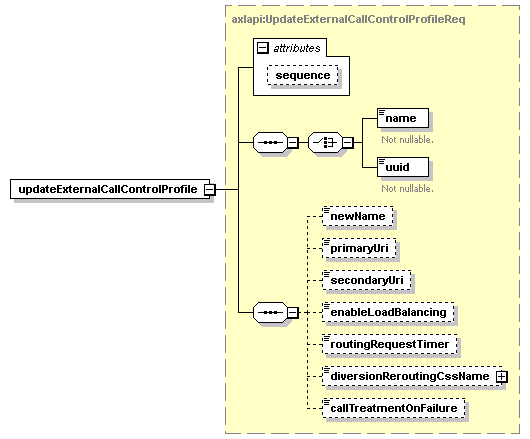 axlapi:UpdateExternalCallControlProfileReq
attributes
sequence
name
Not nullable.
uuid
Not nullable.
updateExternalCallControlProfile
newName
primaryUri
secondaryUri
enableLoadBalancing
routingRequestTimer
diversionReroutingCssName
callTreatmentOnFailure